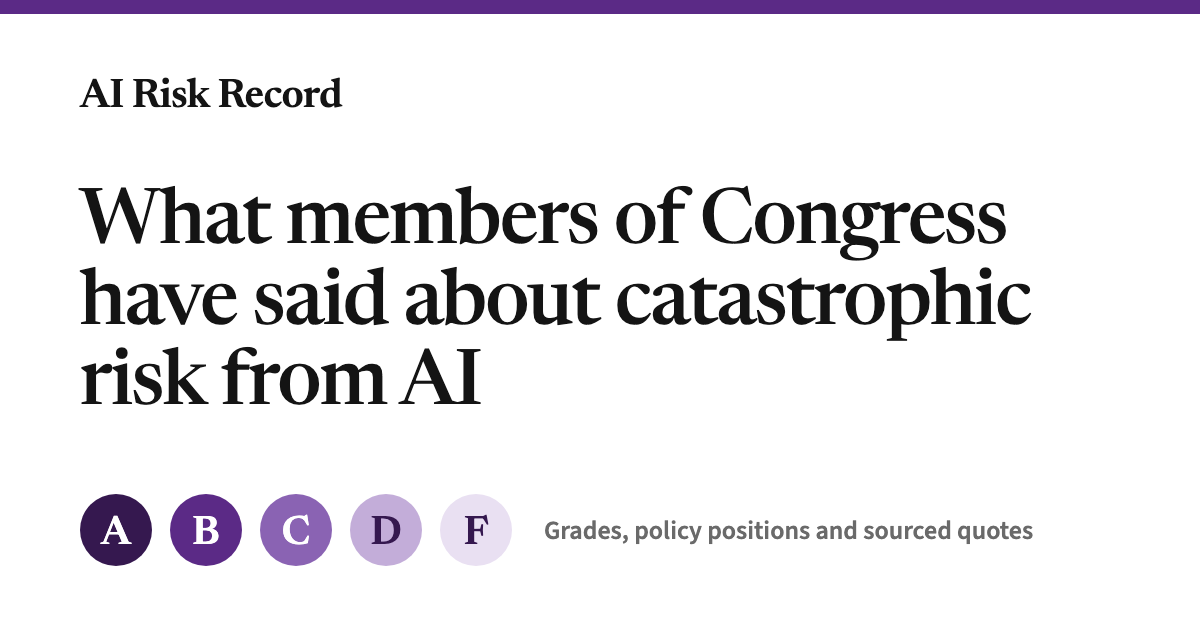 AI Risk Record
What members of Congress
have said about catastrophic
risk from AI
A B C D F Grades, policy positions and sourced quotes